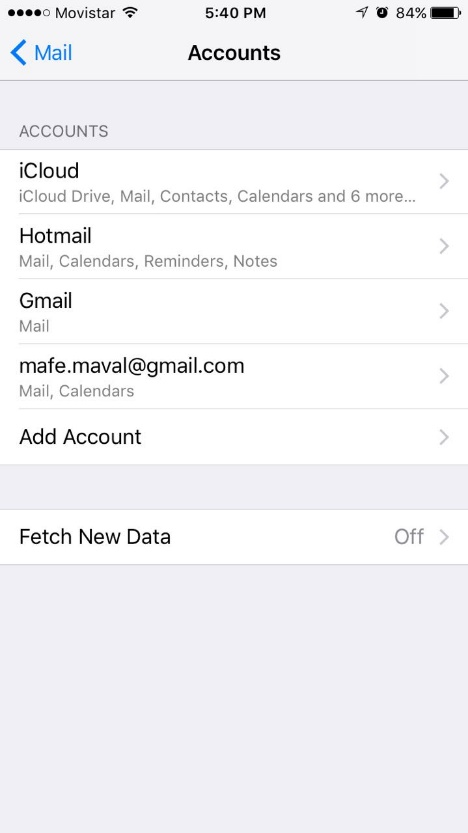 Movistar 5:40 PM 84%
Mail Accounts
ACCOUNTS
iCloud
iCloud Drive, Mail, Contacts, Calendars and 6 more...
Hotmail
Mail, Calendars, Reminders, Notes
Gmail
Mail
mafe.maval@gmail.com
Mail, Calendars
Add Account
Fetch New Data Off